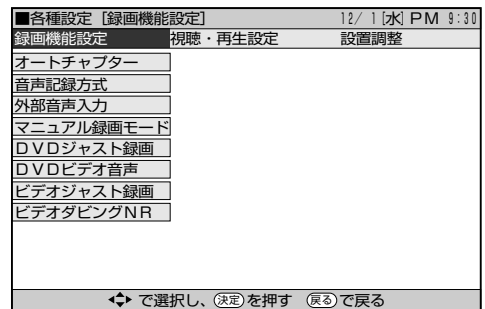 ■各種設定 [録画機能設定] 12/ 1[水] PM 9:30
録画機能設定 視聴・再生設定 設置調整
オートチャプター
音声記録方式
外部音声入力
マニュアル録画モード
DVDジャスト録画
DVDビデオ音声
ビデオジャスト録画
ビデオダビングNR
で選択し、決定を押す 戻るで戻る